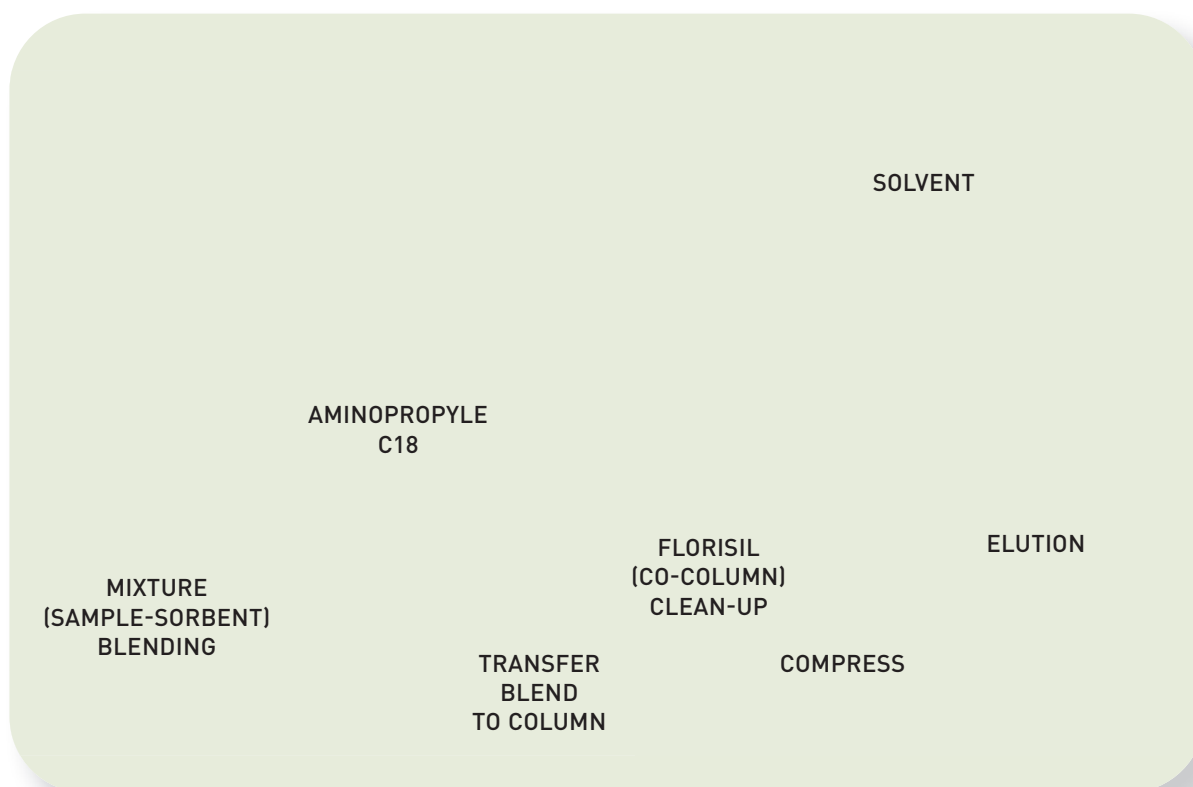 SOLVENT
AMINOPROPYLE
C18
FLORISIL
(CO-COLUMN)
CLEAN-UP
ELUTION
MIXTURE
(SAMPLE-SORBENT)
BLENDING
TRANSFER
BLEND
TO COLUMN
COMPRESS